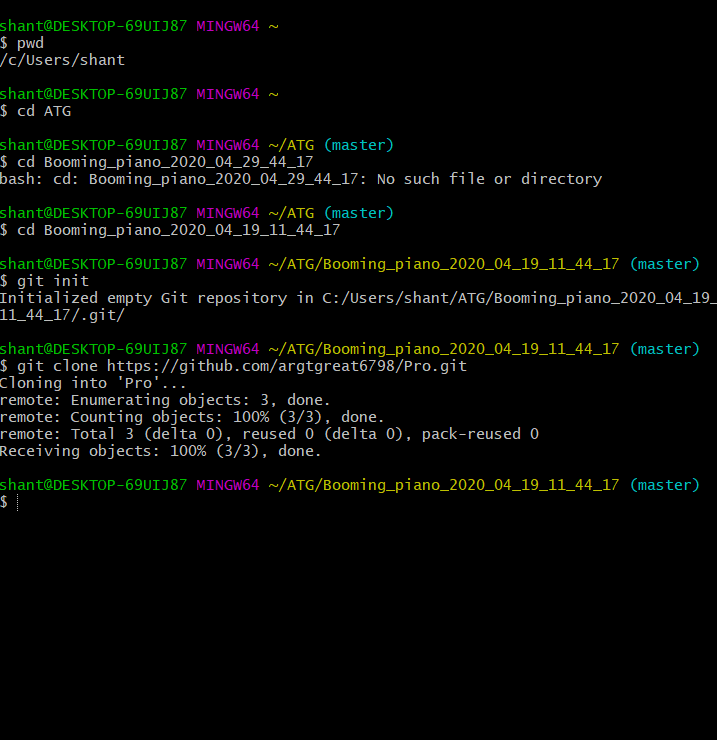 shant@DESKTOP-69UIJ87 MINGW64 ~
$ pwd
/c/Users/shant
shant@DESKTOP-69UIJ87 MINGW64 ~
$ cd ATG
shant@DESKTOP-69UIJ87 MINGW64 ~/ATG (master)
$ cd Booming_piano_2020_04_29_44_17
bash: cd: Booming_piano_2020_04_29_44_17: No such file or directory
shant@DESKTOP-69UIJ87 MINGW64 ~/ATG (master)
$ cd Booming_piano_2020_04_19_11_44_17
shant@DESKTOP-69UIJ87 MINGW64 ~/ATG/Booming_piano_2020_04_19_11_44_17 (master)
$ git init
Initialized empty Git repository in C:/Users/shant/ATG/Booming_piano_2020_04_19_
11_44_17/.git/
shant@DESKTOP-69UIJ87 MINGW64 ~/ATG/Booming_piano_2020_04_19_11_44_17 (master)
$ git clone https://github.com/argtgreat6798/Pro.git
Cloning into 'Pro'...
remote: Enumerating objects: 3, done.
remote: Counting objects: 100% (3/3), done.
remote: Total 3 (delta 0), reused 0 (delta 0), pack-reused 0
Receiving objects: 100% (3/3), done.
shant@DESKTOP-69UIJ87 MINGW64 ~/ATG/Booming_piano_2020_04_19_11_44_17 (master)
$